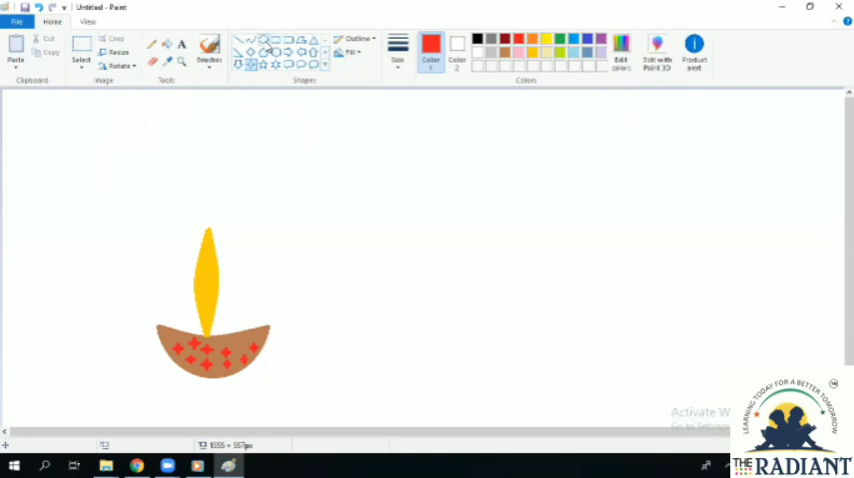 Untitled - Paint
File
Home
View
Paste
Cut
Copy
Clipboard
Select
Crop
Resize
Rotate
Image
A
Tools
Brushes
Shapes
Outline
Fill
Size
Color
1
Color
2
Colors
Edit
colors
Edit with
Paint 3D
Product
alert
Activate W
LEARNING TODAY FOR A BETTER TOMORROW
TM
THE RADIANT